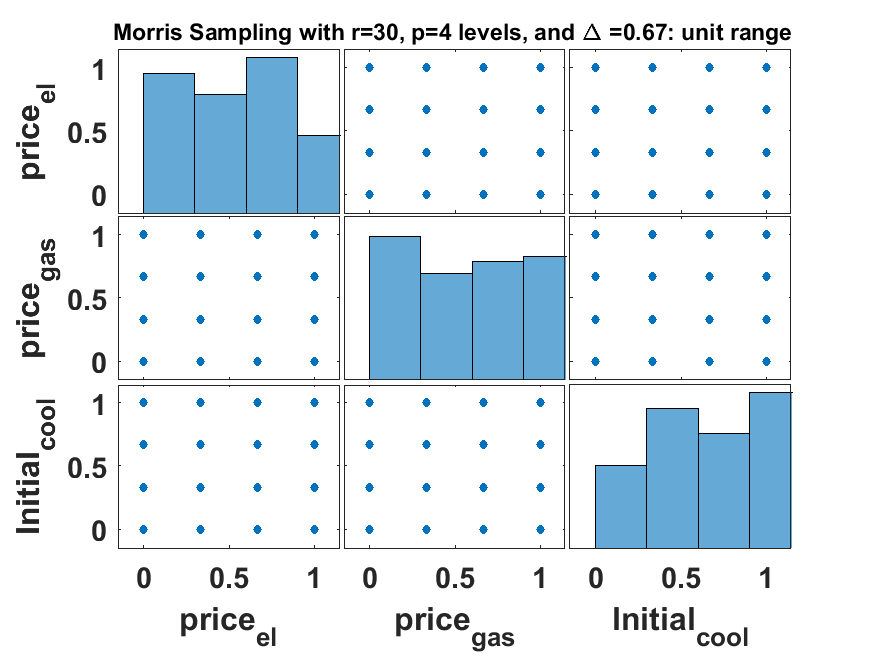 Morris Sampling with r=30, p=4 levels, and Δ =0.67: unit range
price_el
1
0.5
0
price_gas
1
0.5
0
Initial_cool
1
0.5
0
0 0.5 1 0 0.5 1 0 0.5 1
price_el price_gas Initial_cool